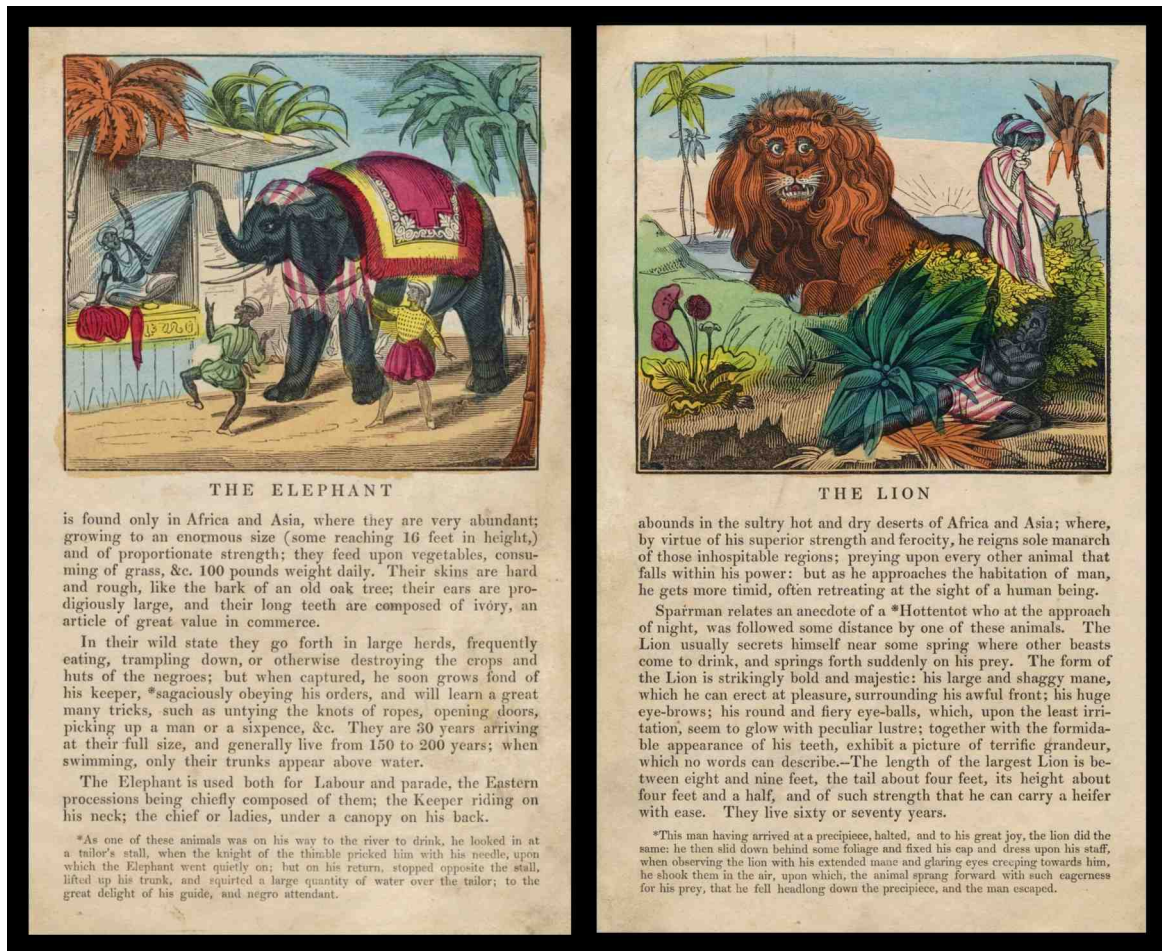 THE ELEPHANT
is found only in Africa and Asia, where they are very abundant;
growing to an enormous size (some reaching 16 feet in height,)
and of proportionate strength; they feed upon vegetables, consu-
ming of grass, &c. 100 pounds weight daily. Their skins are hard
and rough, like the bark of an old oak tree; their ears are pro-
digiously large, and their long teeth are composed of ivory, an
article of great value in commerce.
In their wild state they go forth in large herds, frequently
eating, trampling down, or otherwise destroying the crops and
huts of the negroes; but when captured, he soon grows fond of
his keeper, *sagaciously obeying his orders, and will learn a great
many tricks, such as untying the knots of ropes, opening doors,
picking up a man or a sixpence, &c. They are 30 years arriving
at their full size, and generally live from 150 to 200 years; when
swimming, only their trunks appear above water.
The Elephant is used both for Labour and parade, the Eastern
processions being chiefly composed of them; the Keeper riding on
his neck; the chief or ladies, under a canopy on his back.
*As one of these animals was on his way to the river to drink, he looked in at
a tailor's stall, when the knight of the thimble pricked him with his needle, upon
which the Elephant went quietly on; but on his return, stopped opposite the stall,
lifted up his trunk, and squirted a large quantity of water over the tailor; to the
great delight of his guide, and negro attendant.
THE LION
abounds in the sultry hot and dry deserts of Africa and Asia; where,
by virtue of his superior strength and ferocity, he reigns sole manarch
of those inhospitable regions; preying upon every other animal that
falls within his power: but as he approaches the habitation of man,
he gets more timid, often retreating at the sight of a human being.
Sparrman relates an anecdote of a *Hottentot who at the approach
of night, was followed some distance by one of these animals. The
Lion usually secrets himself near some spring where other beasts
come to drink, and springs forth suddenly on his prey. The form of
the Lion is strikingly bold and majestic: his large and shaggy mane,
which he can erect at pleasure, surrounding his awful front; his huge
eye-brows; his round and fiery eye-balls, which, upon the least irri-
tation, seem to glow with peculiar lustre; together with the formida-
ble appearance of his teeth, exhibit a picture of terrific grandeur,
which no words can describe.—The length of the largest Lion is be-
tween eight and nine feet, the tail about four feet, its height about
four feet and a half, and of such strength that he can carry a heifer
with ease. They live sixty or seventy years.
*This man having arrived at a precipice, halted, and to his great joy, the lion did the
same: he then slid down behind some foliage and fixed his cap and dress upon his staff,
when observing the lion with his extended mane and glaring eyes creeping towards him,
he shook them in the air, upon which, the animal sprang forward with such eagerness
for his prey, that he fell headlong down the precipice, and the man escaped.